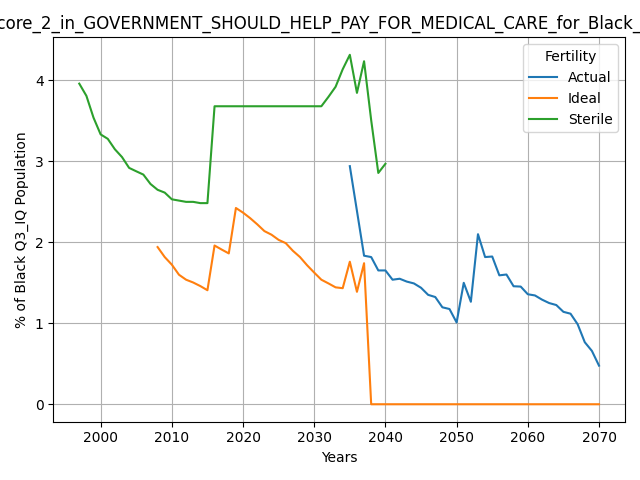 core_2_in_GOVERNMENT_SHOULD_HELP_PAY_FOR_MEDICAL_CARE_for_Black_
Fertility
Actual
Ideal
Sterile
% of Black Q3_IQ Population
4
3
2
1
0
2000 2010 2020 2030 2040 2050 2060 2070
Years